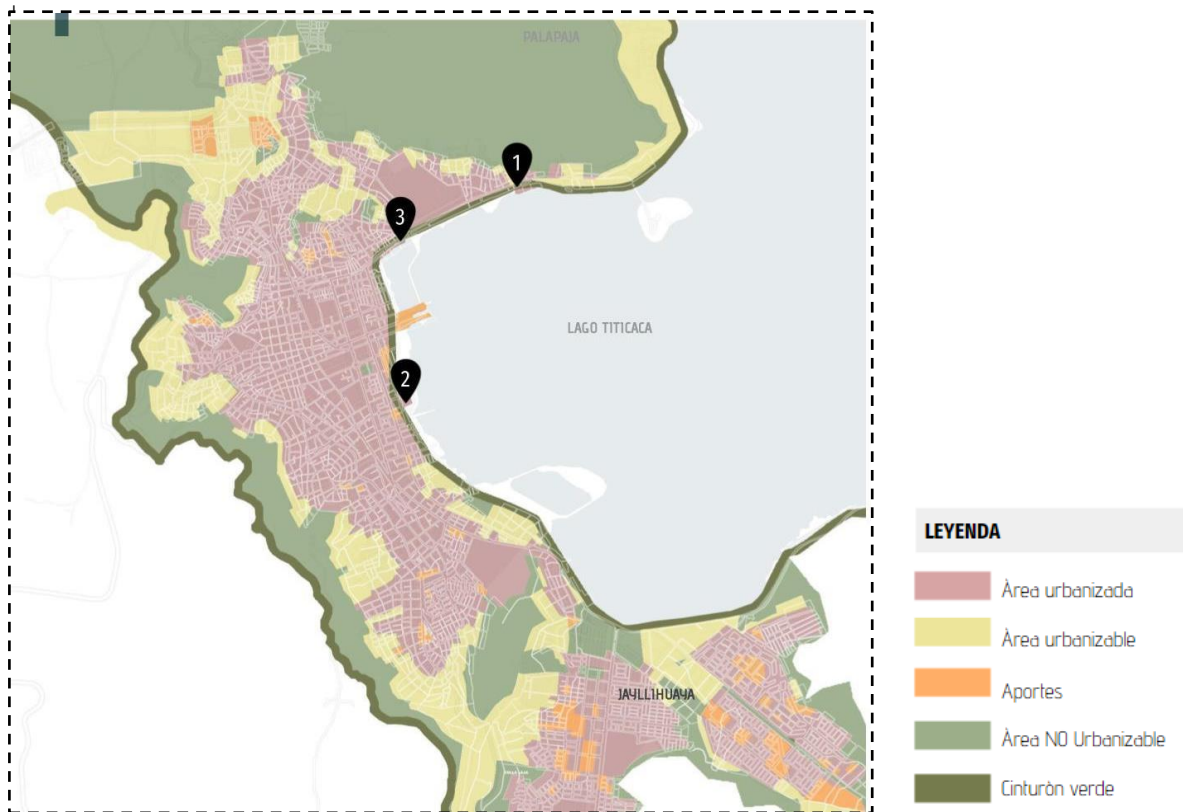 PALAPAJA
1
3
LAGO TITICACA
2
JAYLLIHUAYA
LEYENDA
Àrea urbanizada
Àrea urbanizable
Aportes
Àrea NO Urbanizable
Cinturòn verde